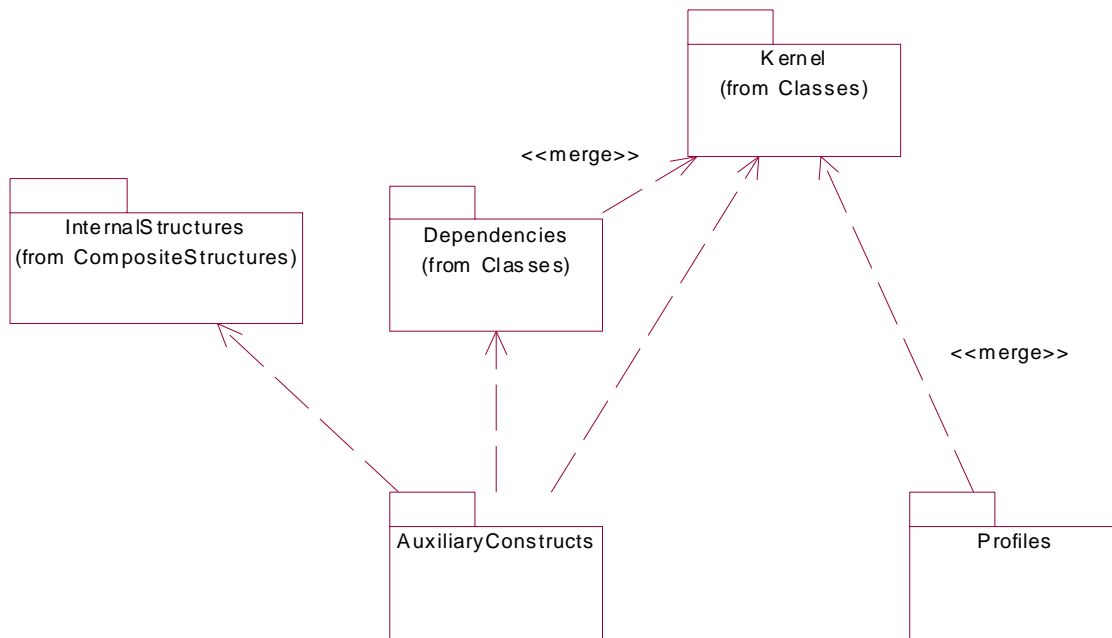 Kernel
(from Classes)
<<merge>>
InternalStructures
(from CompositeStructures)
Dependencies
(from Classes)
<<merge>>
AuxiliaryConstructs
Profiles